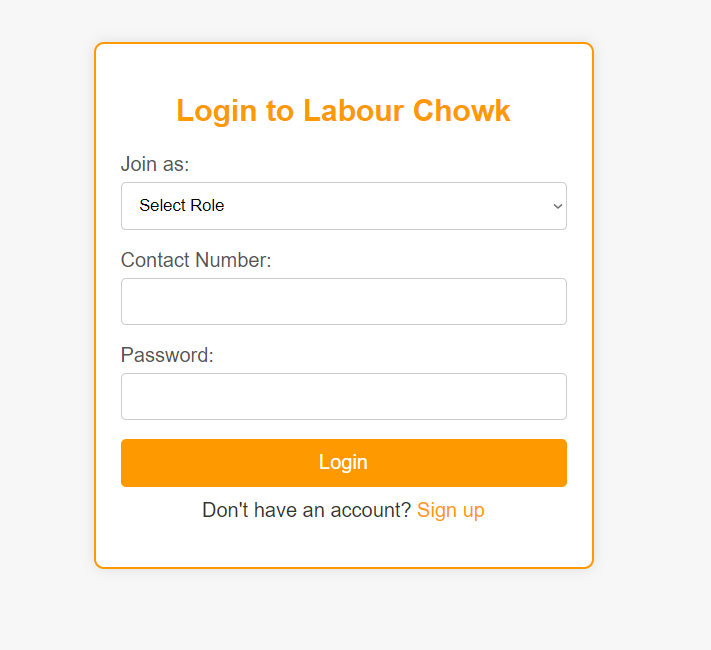 Login to Labour Chowk
Join as:
Select Role
Contact Number:
Password:
Login
Don't have an account? Sign up